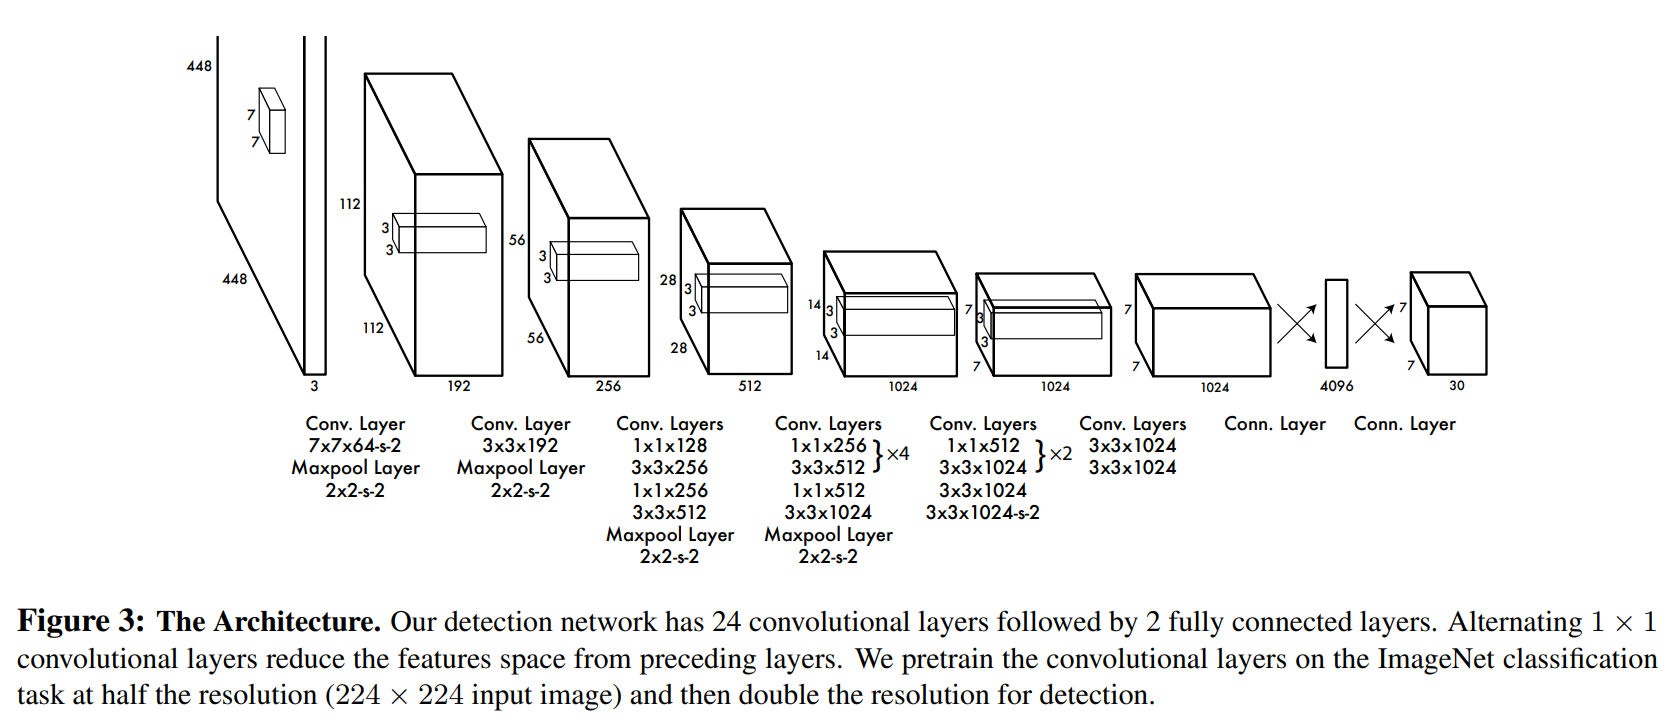 448
7
7
448
3
112
3
3
112
192
56
3
3
56
256
28
3
3
28
512
14
3
3
14
1024
7
3
3
7
1024
7
7
1024
4096
7
7
30
Conv. Layer
7x7x64-s-2
Maxpool Layer
2x2-s-2
Conv. Layer
3x3x192
Maxpool Layer
2x2-s-2
Conv. Layers
1x1x128
3x3x256
1x1x256
3x3x512
Maxpool Layer
2x2-s-2
Conv. Layers
1x1x256
3x3x512
}×4
1x1x512
3x3x1024
Maxpool Layer
2x2-s-2
Conv. Layers
1x1x512
3x3x1024
}×2
3x3x1024
3x3x1024-s-2
Conv. Layers
3x3x1024
3x3x1024
Conn. Layer
Conn. Layer
Figure 3: The Architecture. Our detection network has 24 convolutional layers followed by 2 fully connected layers. Alternating 1 × 1
convolutional layers reduce the features space from preceding layers. We pretrain the convolutional layers on the ImageNet classification
task at half the resolution (224 × 224 input image) and then double the resolution for detection.